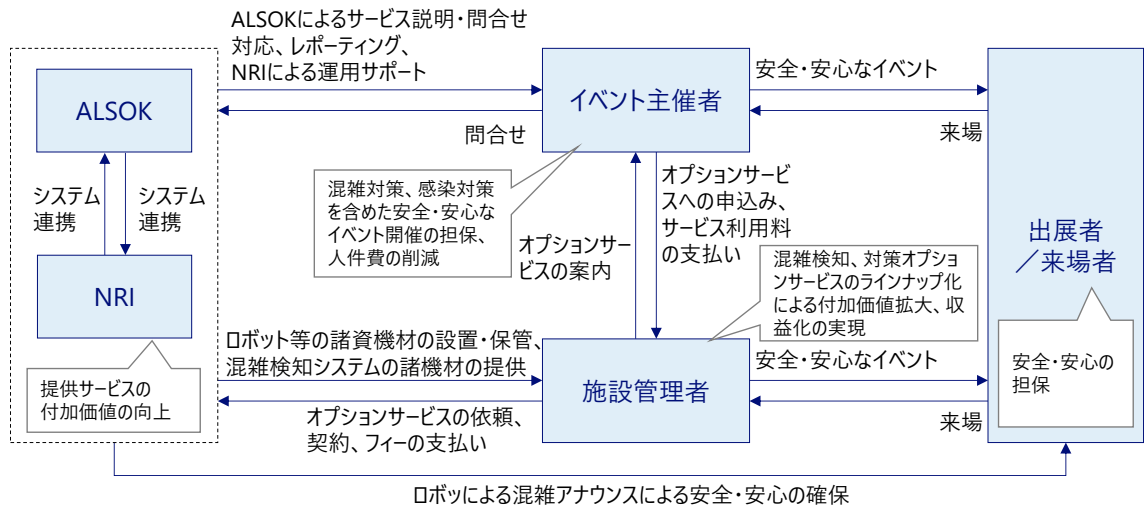 ALSOKによるサービス説明・問合せ
対応、レポーティング、
NRIによる運用サポート
ALSOK
イベント主催者
安全・安心なイベント
問合せ
来場
システム
連携
システム
連携
混雑対策、感染対策
を含めた安全・安心な
イベント開催の担保、
人件費の削減
オプションサー
ビスの案内
オプションサービ
スへの申込み、
サービス利用料
の支払い
混雑検知、対策オプショ
ンサービスのラインナップ化
による付加価値拡大、収
益化の実現
出展者
／来場者
NRI
ロボット等の諸資機材の設置・保管、
混雑検知システムの諸機材の提供
施設管理者
安全・安心なイベント
安全・安心の
担保
提供サービスの
付加価値の向上
オプションサービスの依頼、
契約、フィーの支払い
来場
ロボッによる混雑アナウンスによる安全・安心の確保